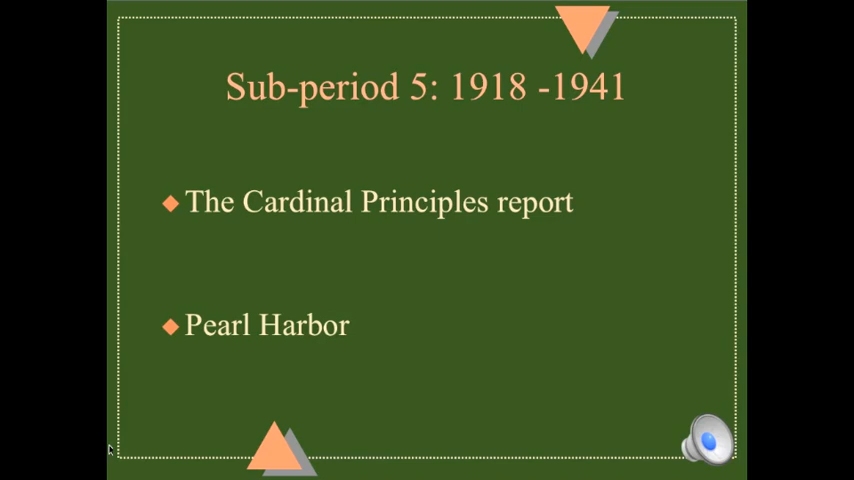 Sub-period 5: 1918 -1941
The Cardinal Principles report
Pearl Harbor